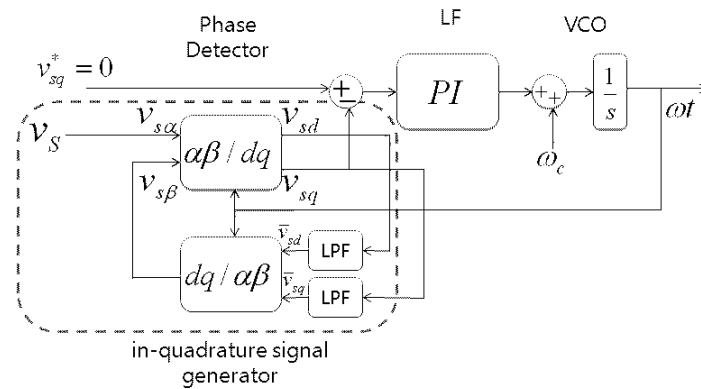 Phase
Detector
LF
VCO
v*sq = 0
+
−
PI
+
+
1
s
ωt
ωc
vS
vsα
vsβ
αβ / dq
vsd
vsq
dq / αβ
v̄sd
LPF
v̄sq
LPF
in-quadrature signal
generator